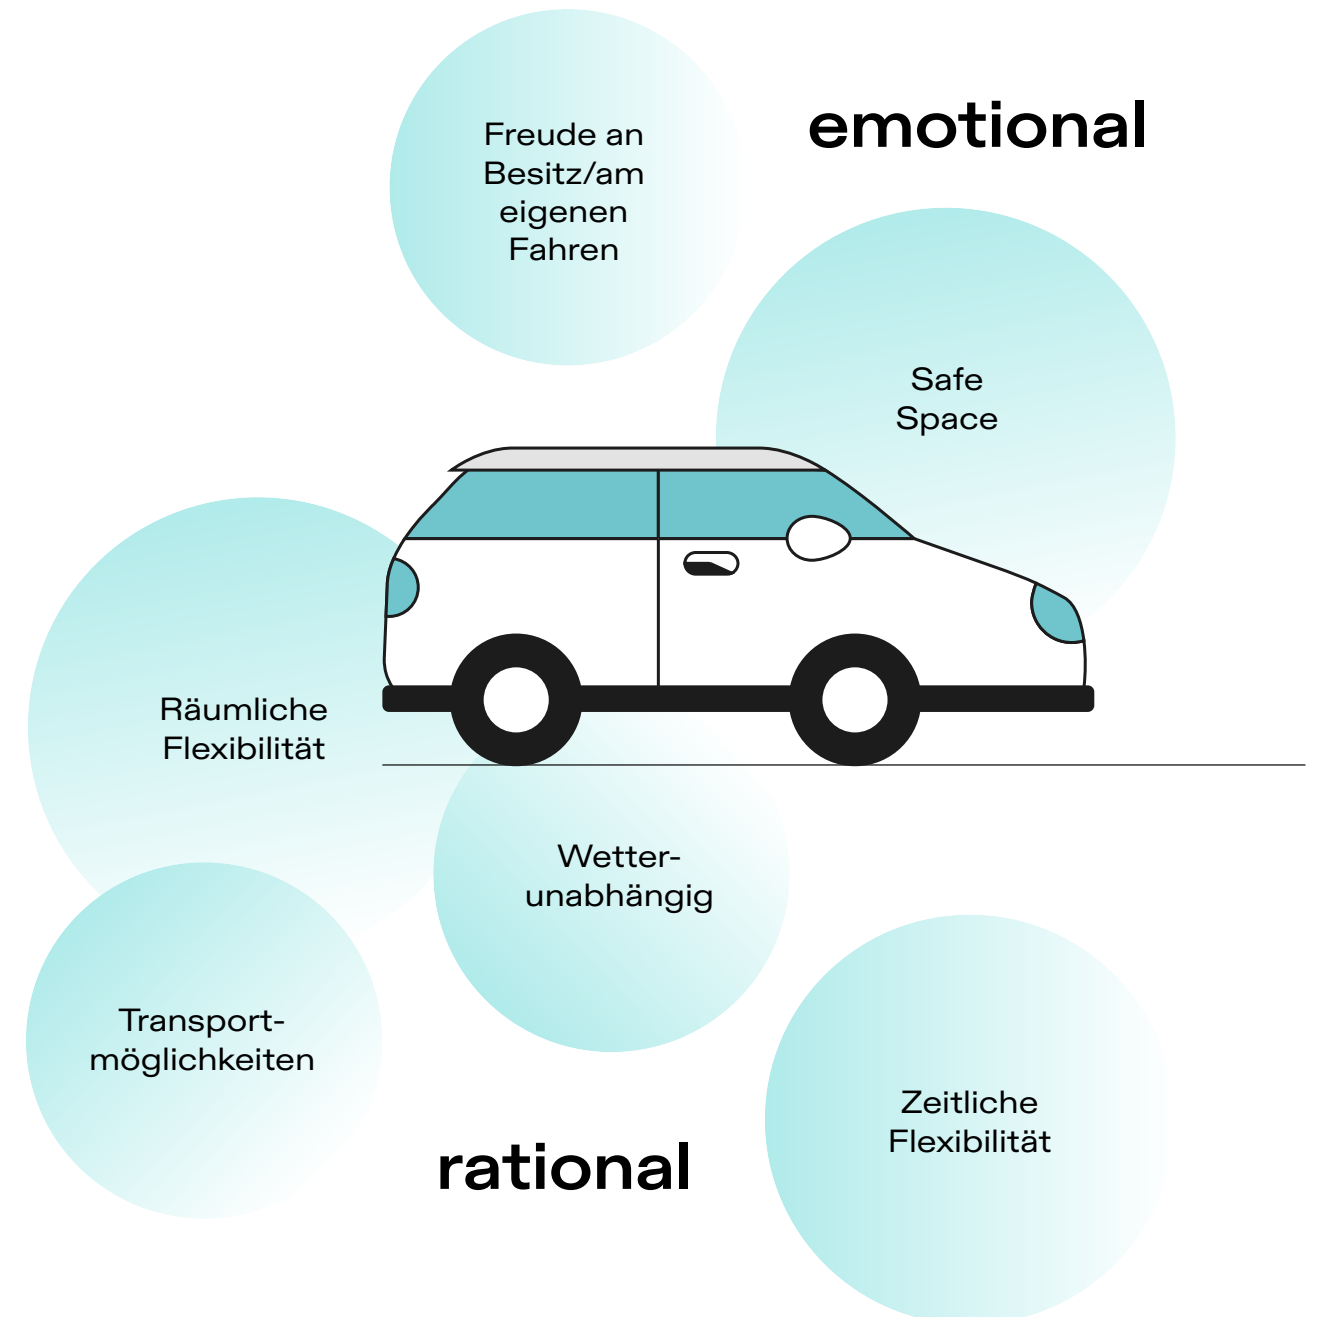 emotional
Freude an
Besitz/am
eigenen
Fahren
Safe
Space
Räumliche
Flexibilität
Wetter-
unabhängig
Transport-
möglichkeiten
Zeitliche
Flexibilität
rational